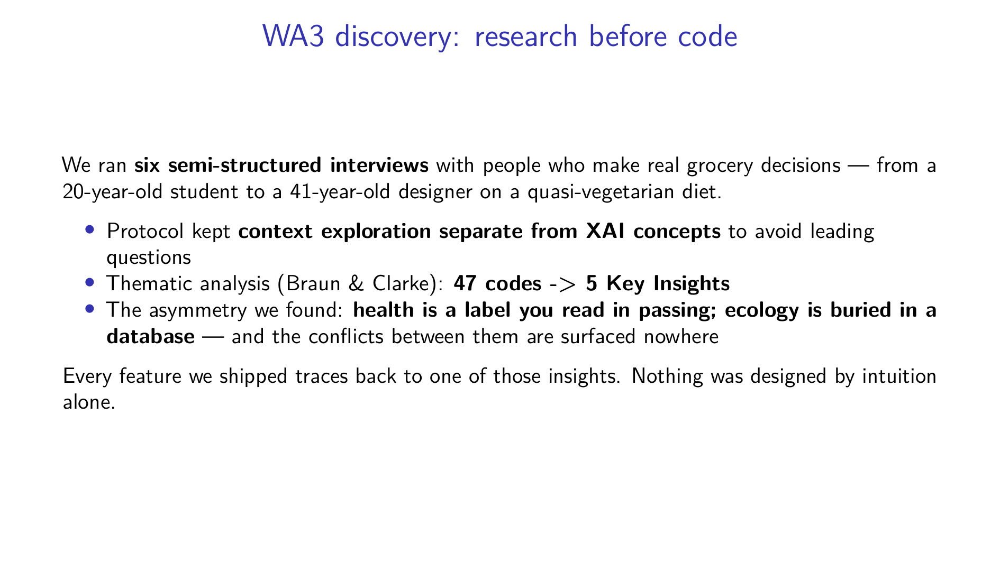 WA3 discovery: research before code
We ran six semi-structured interviews with people who make real grocery decisions — from a
20-year-old student to a 41-year-old designer on a quasi-vegetarian diet.
• Protocol kept context exploration separate from XAI concepts to avoid leading
questions
• Thematic analysis (Braun & Clarke): 47 codes -> 5 Key Insights
• The asymmetry we found: health is a label you read in passing; ecology is buried in a
database — and the conflicts between them are surfaced nowhere
Every feature we shipped traces back to one of those insights. Nothing was designed by intuition
alone.